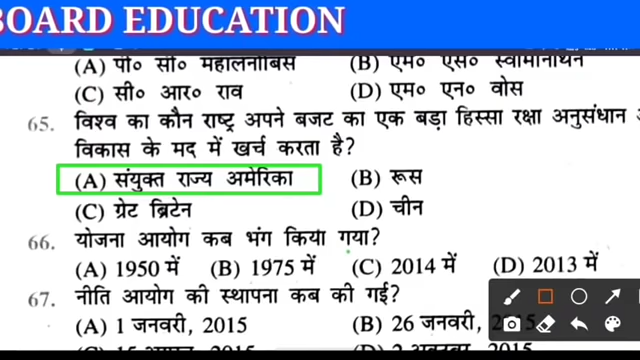 BOARD EDUCATION
(A) पी० सी० महालनोबिस (B) एम० एस० स्वामीनाथन
(C) सी० आर० राव (D) एम० एन० वोस
65. विश्व का कौन राष्ट्र अपने बजट का एक बड़ा हिस्सा रक्षा अनुसंधान
विकास के मद में खर्च करता है?
(A) संयुक्त राज्य अमेरिका (B) रूस
(C) ग्रेट ब्रिटेन (D) चीन
66. योजना आयोग कब भंग किया गया?
(A) 1950 में (B) 1975 में (C) 2014 में (D) 2013 में
67. नीति आयोग की स्थापना कब की गई?
(A) 1 जनवरी, 2015 (B) 26 जनवरी,